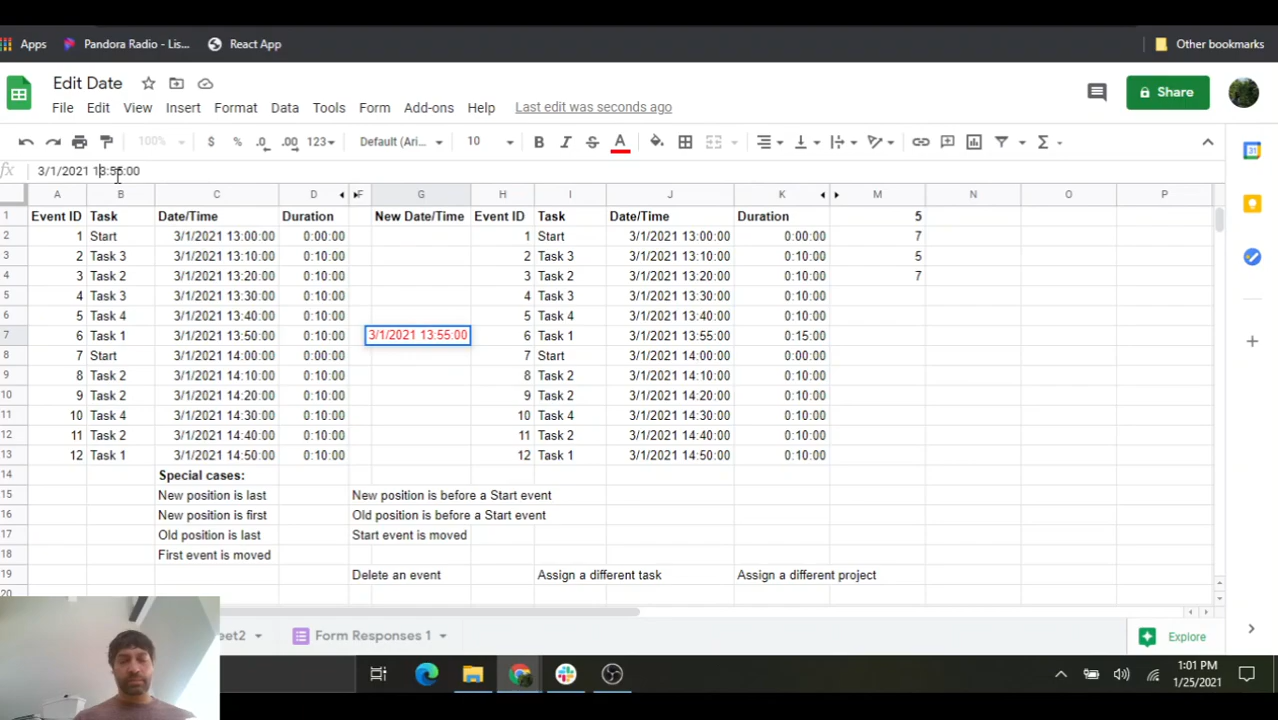 Apps Pandora Radio - Lis... React App Other bookmarks
Edit Date
File Edit View Insert Format Data Tools Form Add-ons Help Last edit was seconds ago
Share
100% $ % .0 .00 123 Default (Ari... 10 B I S A Σ
fx 3/1/2021 13:55:00
A B C D F G H I J K M N O P
1 Event ID Task Date/Time Duration New Date/Time Event ID Task Date/Time Duration 5
2 1 Start 3/1/2021 13:00:00 0:00:00 1 Start 3/1/2021 13:00:00 0:00:00 7
3 2 Task 3 3/1/2021 13:10:00 0:10:00 2 Task 3 3/1/2021 13:10:00 0:10:00 5
4 3 Task 2 3/1/2021 13:20:00 0:10:00 3 Task 2 3/1/2021 13:20:00 0:10:00 7
5 4 Task 3 3/1/2021 13:30:00 0:10:00 4 Task 3 3/1/2021 13:30:00 0:10:00
6 5 Task 4 3/1/2021 13:40:00 0:10:00 5 Task 4 3/1/2021 13:40:00 0:10:00
7 6 Task 1 3/1/2021 13:50:00 0:10:00 3/1/2021 13:55:00 6 Task 1 3/1/2021 13:55:00 0:15:00
8 7 Start 3/1/2021 14:00:00 0:00:00 7 Start 3/1/2021 14:00:00 0:00:00
9 8 Task 2 3/1/2021 14:10:00 0:10:00 8 Task 2 3/1/2021 14:10:00 0:10:00
10 9 Task 2 3/1/2021 14:20:00 0:10:00 9 Task 2 3/1/2021 14:20:00 0:10:00
11 10 Task 4 3/1/2021 14:30:00 0:10:00 10 Task 4 3/1/2021 14:30:00 0:10:00
12 11 Task 2 3/1/2021 14:40:00 0:10:00 11 Task 2 3/1/2021 14:40:00 0:10:00
13 12 Task 1 3/1/2021 14:50:00 0:10:00 12 Task 1 3/1/2021 14:50:00 0:10:00
14 Special cases:
15 New position is last New position is before a Start event
16 New position is first Old position is before a Start event
17 Old position is last Start event is moved
18 First event is moved
19 Delete an event Assign a different task Assign a different project
20
eet2 Form Responses 1 Explore
31
1:01 PM
1/25/2021